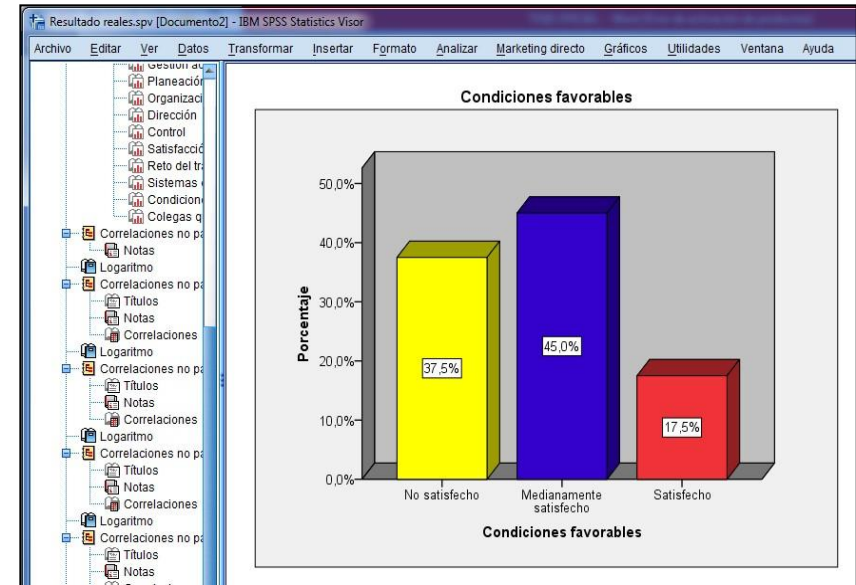 Resultado reales.spv [Documento2] - IBM SPSS Statistics Visor
Archivo Editar Ver Datos Transformar Insertar Formato Analizar Marketing directo Gráficos Utilidades Ventana Ayuda
Planeación
Organizaci
Dirección
Control
Satisfacció
Reto del tra
Sistemas
Condicion
Colegas q
Correlaciones no pa
Notas
Logaritmo
Correlaciones no pa
Títulos
Notas
Correlaciones
Logaritmo
Correlaciones no pa
Títulos
Notas
Correlaciones
Logaritmo
Correlaciones no pa
Títulos
Notas
Correlaciones
Logaritmo
Correlaciones no pa
Títulos
Notas
Condiciones favorables
Porcentaje
50,0%
40,0%
30,0%
20,0%
10,0%
0,0%
37,5%
45,0%
17,5%
No satisfecho
Medianamente
satisfecho
Satisfecho
Condiciones favorables